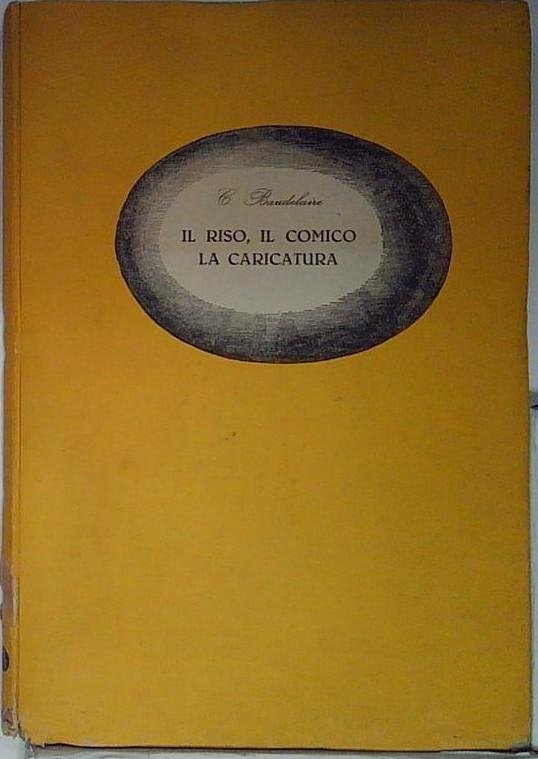 C. Baudelaire
IL RISO, IL COMICO
LA CARICATURA